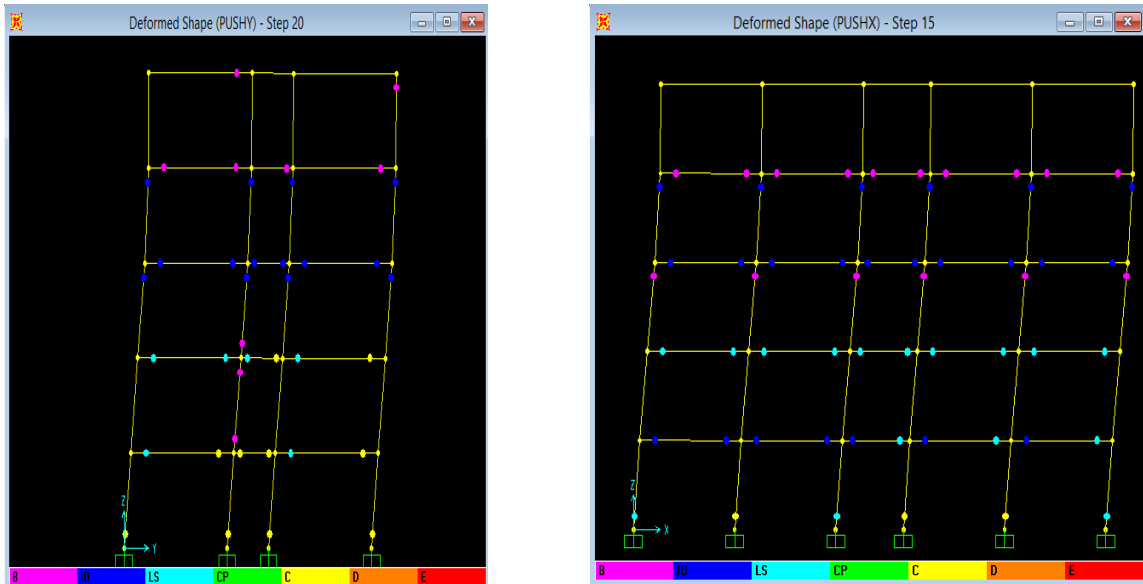 Deformed Shape (PUSHY) - Step 20
Z
Y
B IO LS CP C D E
Deformed Shape (PUSHX) - Step 15
Z
X
B IO LS CP C D E